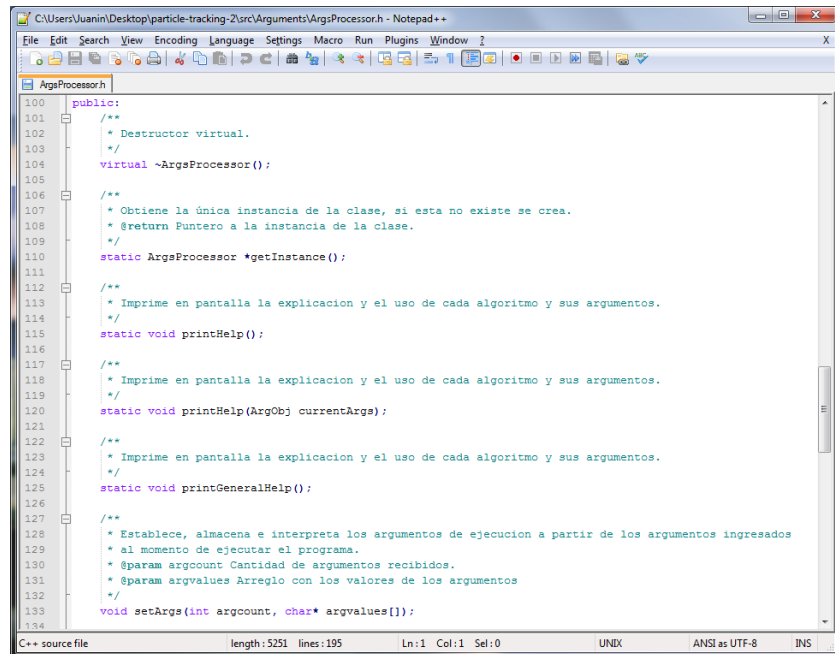 C:\Users\Juanin\Desktop\particle-tracking-2\src\Arguments\ArgsProcessor.h - Notepad++
File Edit Search View Encoding Language Settings Macro Run Plugins Window ? X
ArgsProcessor.h
100 public:
101 /**
102 * Destructor virtual.
103 */
104 virtual ~ArgsProcessor();
105
106 /**
107 * Obtiene la única instancia de la clase, si esta no existe se crea.
108 * @return Puntero a la instancia de la clase.
109 */
110 static ArgsProcessor *getInstance();
111
112 /**
113 * Imprime en pantalla la explicacion y el uso de cada algoritmo y sus argumentos.
114 */
115 static void printHelp();
116
117 /**
118 * Imprime en pantalla la explicacion y el uso de cada algoritmo y sus argumentos.
119 */
120 static void printHelp(ArgObj currentArgs);
121
122 /**
123 * Imprime en pantalla la explicacion y el uso de cada algoritmo y sus argumentos.
124 */
125 static void printGeneralHelp();
126
127 /**
128 * Establece, almacena e interpreta los argumentos de ejecucion a partir de los argumentos ingresados
129 * al momento de ejecutar el programa.
130 * @param argcount Cantidad de argumentos recibidos.
131 * @param argvalues Arreglo con los valores de los argumentos
132 */
133 void setArgs(int argcount, char* argvalues[]);
134
C++ source file length : 5251 lines : 195 Ln : 1 Col : 1 Sel : 0 UNIX ANSI as UTF-8 INS